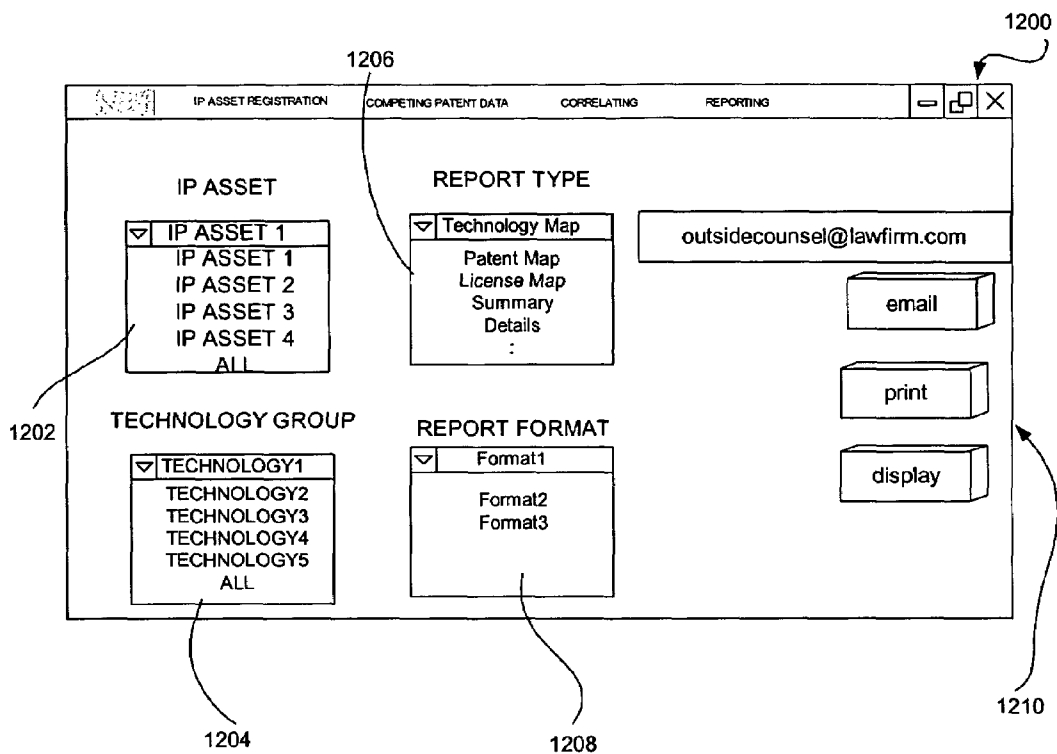 1200
1206
IP ASSET REGISTRATION COMPETING PATENT DATA CORRELATING REPORTING
IP ASSET
IP ASSET 1
IP ASSET 1
IP ASSET 2
IP ASSET 3
IP ASSET 4
ALL
1202
REPORT TYPE
Technology Map
Patent Map
License Map
Summary
Details
:
outsidecounsel@lawfirm.com
email
print
display
TECHNOLOGY GROUP
TECHNOLOGY1
TECHNOLOGY2
TECHNOLOGY3
TECHNOLOGY4
TECHNOLOGY5
ALL
1204
REPORT FORMAT
Format1
Format2
Format3
1208
1210